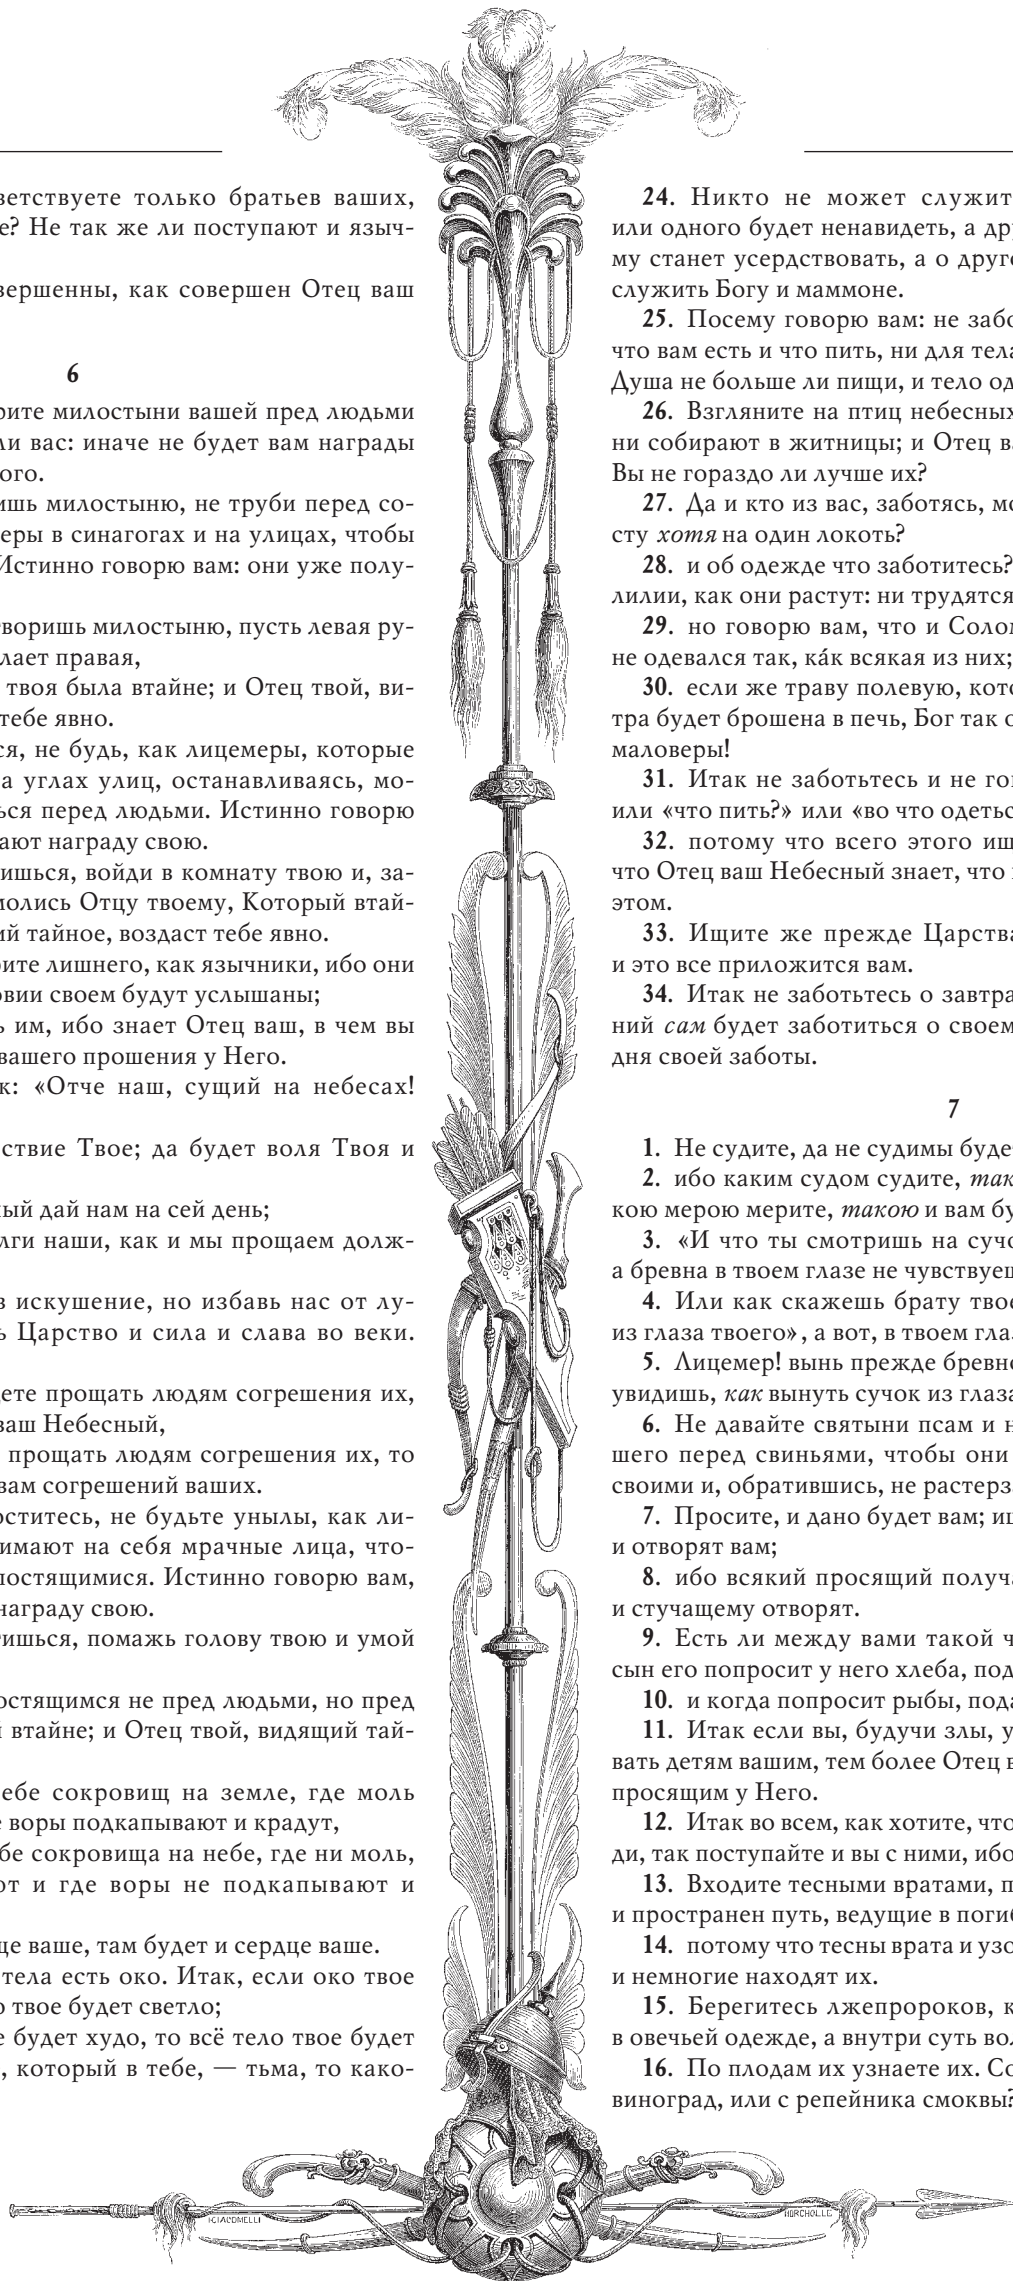 ветствуете только братьев ваших,
е? Не так же ли поступают и языч-
вершенны, как совершен Отец ваш
6
рите милостыни вашей пред людьми
ли вас: иначе не будет вам награды
ого.
ишь милостыню, не труби перед со-
еры в синагогах и на улицах, чтобы
Истинно говорю вам: они уже полу-
воришь милостыню, пусть левая ру-
лает правая,
твоя была втайне; и Отец твой, ви-
тебе явно.
ся, не будь, как лицемеры, которые
а углах улиц, останавливаясь, мо-
ься перед людьми. Истинно говорю
ают награду свою.
ишься, войди в комнату твою и, за-
молись Отцу твоему, Который втай-
ий тайное, воздаст тебе явно.
рите лишнего, как язычники, ибо они
овии своем будут услышаны;
ь им, ибо знает Отец ваш, в чем вы
вашего прошения у Него.
к: «Отче наш, сущий на небесах!
ствие Твое; да будет воля Твоя и
ный дай нам на сей день;
лги наши, как и мы прощаем долж-
в искушение, но избавь нас от лу-
ь Царство и сила и слава во веки.
дете прощать людям согрешения их,
ваш Небесный,
прощать людям согрешения их, то
вам согрешений ваших.
оститесь, не будьте унылы, как ли-
нимают на себя мрачные лица, что-
постящимися. Истинно говорю вам,
награду свою.
тишься, помажь голову твою и умой
остящимся не пред людьми, но пред
й втайне; и Отец твой, видящий тай-
ебе сокровищ на земле, где моль
е воры подкапывают и крадут,
бе сокровища на небе, где ни моль,
ют и где воры не подкапывают и
ще ваше, там будет и сердце ваше.
тела есть око. Итак, если око твое
о твое будет светло;
е будет худо, то всё тело твое будет
, который в тебе, — тьма, то како-
24. Никто не может служит
или одного будет ненавидеть, а дру
му станет усердствовать, а о друго
служить Богу и маммоне.
25. Посему говорю вам: не забо
что вам есть и что пить, ни для тела
Душа не больше ли пищи, и тело од
26. Взгляните на птиц небесных
ни собирают в житницы; и Отец ва
Вы не гораздо ли лучше их?
27. Да и кто из вас, заботясь, мо
сту хотя на один локоть?
28. и об одежде что заботитесь?
лилии, как они растут: ни трудятся
29. но говорю вам, что и Солом
не одевался так, ка́к всякая из них;
30. если же траву полевую, кото
тра будет брошена в печь, Бог так о
маловеры!
31. Итак не заботьтесь и не гов
или «что пить?» или «во что одетьс
32. потому что всего этого ищ
что Отец ваш Небесный знает, что
этом.
33. Ищите же прежде Царства
и это все приложится вам.
34. Итак не заботьтесь о завтра
ний сам будет заботиться о своем
дня своей заботы.
7
1. Не судите, да не судимы буде
2. ибо каким судом судите, так
кою мерою мерите, такою и вам бу
3. «И что ты смотришь на сучо
а бревна в твоем глазе не чувствуеш
4. Или как скажешь брату твое
из глаза твоего», а вот, в твоем гла
5. Лицемер! вынь прежде бревно
увидишь, как вынуть сучок из глаза
6. Не давайте святыни псам и н
шего перед свиньями, чтобы они
своими и, обратившись, не растерз
7. Просите, и дано будет вам; ищ
и отворят вам;
8. ибо всякий просящий получа
и стучащему отворят.
9. Есть ли между вами такой ч
сын его попросит у него хлеба, под
10. и когда попросит рыбы, пода
11. Итак если вы, будучи злы, у
вать детям вашим, тем более Отец в
просящим у Него.
12. Итак во всем, как хотите, что
ди, так поступайте и вы с ними, ибо
13. Входите тесными вратами, п
и пространен путь, ведущие в погиб
14. потому что тесны врата и узо
и немногие находят их.
15. Берегитесь лжепророков, к
в овечьей одежде, а внутри суть вол
16. По плодам их узнаете их. Со
виноград, или с репейника смоквы?
H.GIACOMELLI
MORCHOLLE